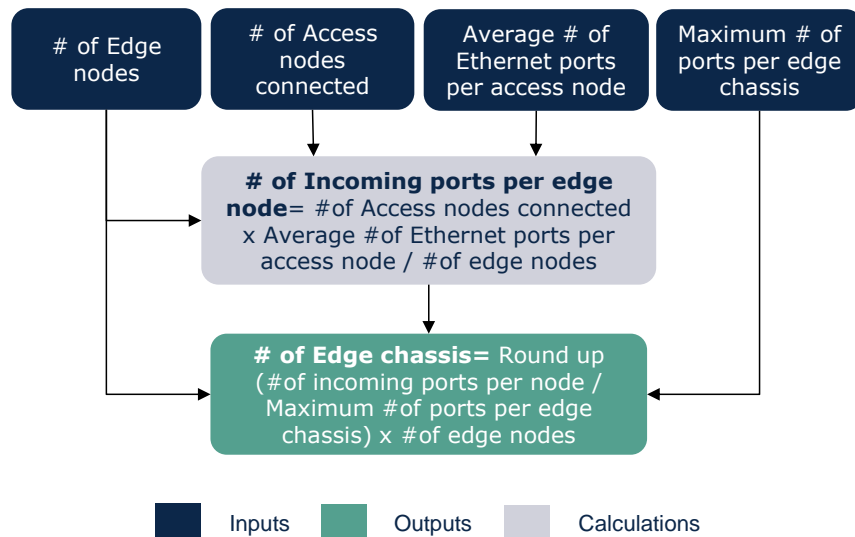 # of Edge
nodes
# of Access
nodes
connected
Average # of
Ethernet ports
per access node
Maximum # of
ports per edge
chassis
# of Incoming ports per edge
node= #of Access nodes connected
x Average #of Ethernet ports per
access node / #of edge nodes
# of Edge chassis= Round up
(#of incoming ports per node /
Maximum #of ports per edge
chassis) x #of edge nodes
Inputs
Outputs
Calculations